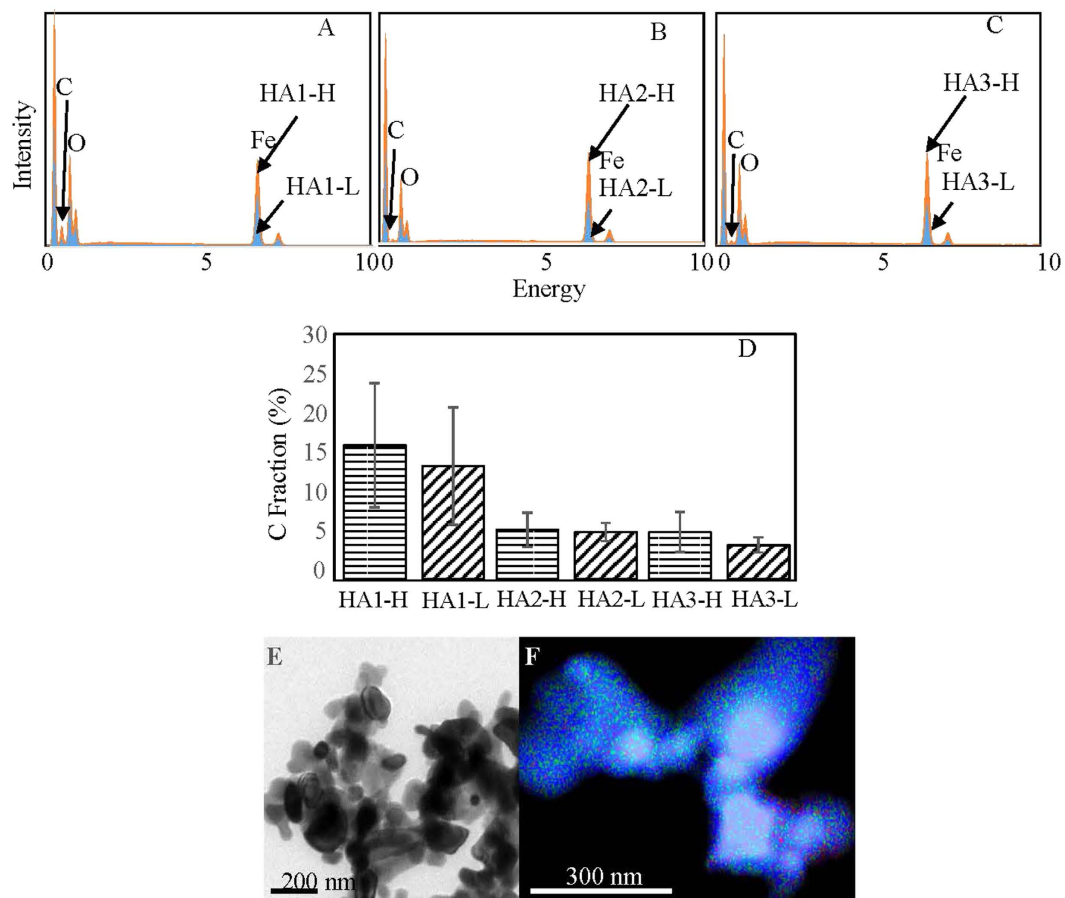 A
B
C
C
O
Fe
HA1-H
HA1-L
C
O
Fe
HA2-H
HA2-L
C
O
Fe
HA3-H
HA3-L
Intensity
0 5 10 0 5 10 0 5 10
Energy
D
C Fraction (%)
30
25
20
15
10
5
0
HA1-H HA1-L HA2-H HA2-L HA3-H HA3-L
E
F
200 nm
300 nm